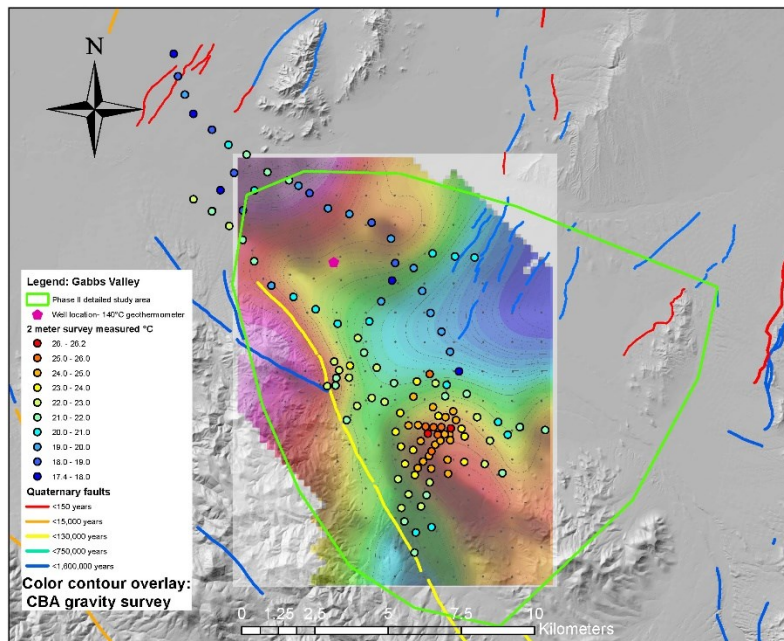 N
Legend: Gabbs Valley
Phase II detailed study area
Well location- 140°C geothermometer
2 meter survey measured °C
26. - 26.2
25.0 - 26.0
24.0 - 25.0
23.0 - 24.0
22.0 - 23.0
21.0 - 22.0
20.0 - 21.0
19.0 - 20.0
18.0 - 19.0
17.4 - 18.0
Quaternary faults
<150 years
<15,000 years
<130,000 years
<750,000 years
<1,600,000 years
Color contour overlay:
CBA gravity survey
0 1.25 2.5 5 7.5 10
Kilometers